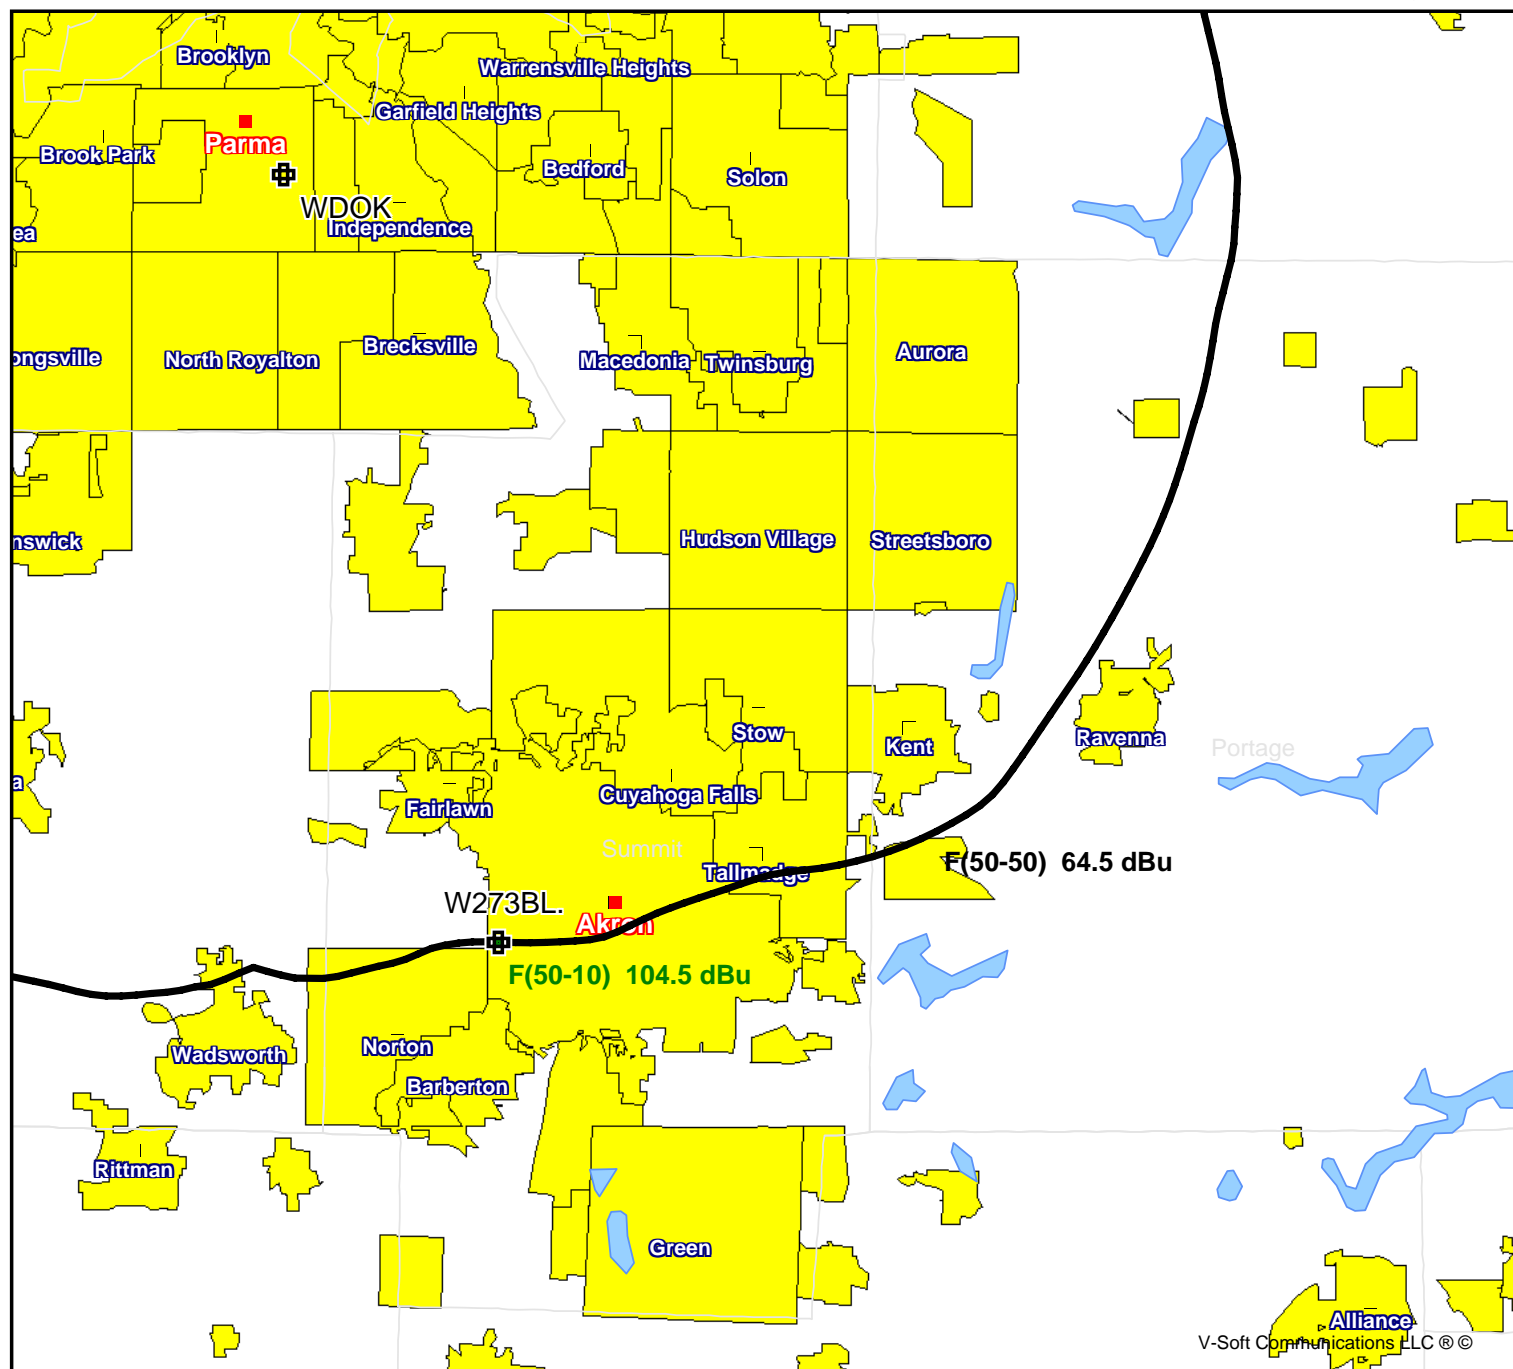 Brooklyn
Warrensville Heights
Garfield Heights
Parma
Brook Park
Bedford
Solon
WDOK
Independence
ea
ongsville
North Royalton
Brecksville
Macedonia
Twinsburg
Aurora
nswick
Hudson Village
Streetsboro
Stow
Kent
Ravenna
Portage
a
Fairlawn
Cuyahoga Falls
Summit
Tallmadge
F(50-50) 64.5 dBu
W273BL.
Akron
F(50-10) 104.5 dBu
Wadsworth
Norton
Barberton
Rittman
Green
Alliance
V-Soft Communications LLC ® ©